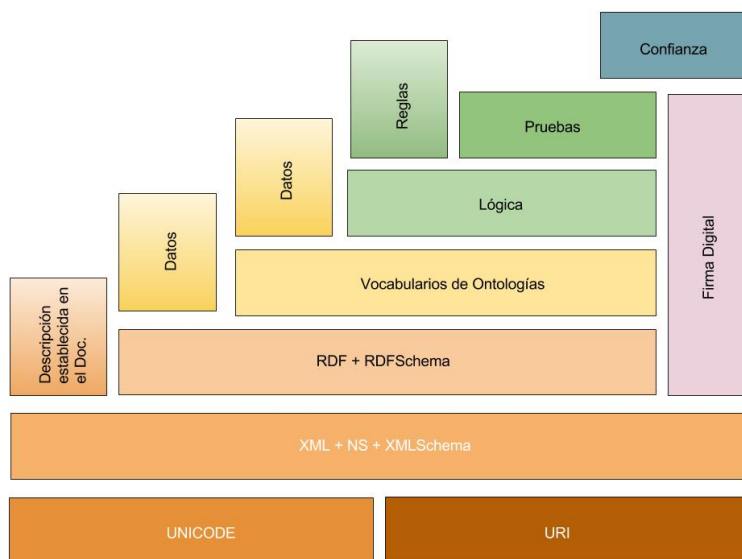 Confianza
Reglas
Pruebas
Datos
Lógica
Datos
Vocabularios de Ontologías
Firma Digital
Descripción
establecida en
el Doc.
RDF + RDFSchema
XML + NS + XMLSchema
UNICODE
URI